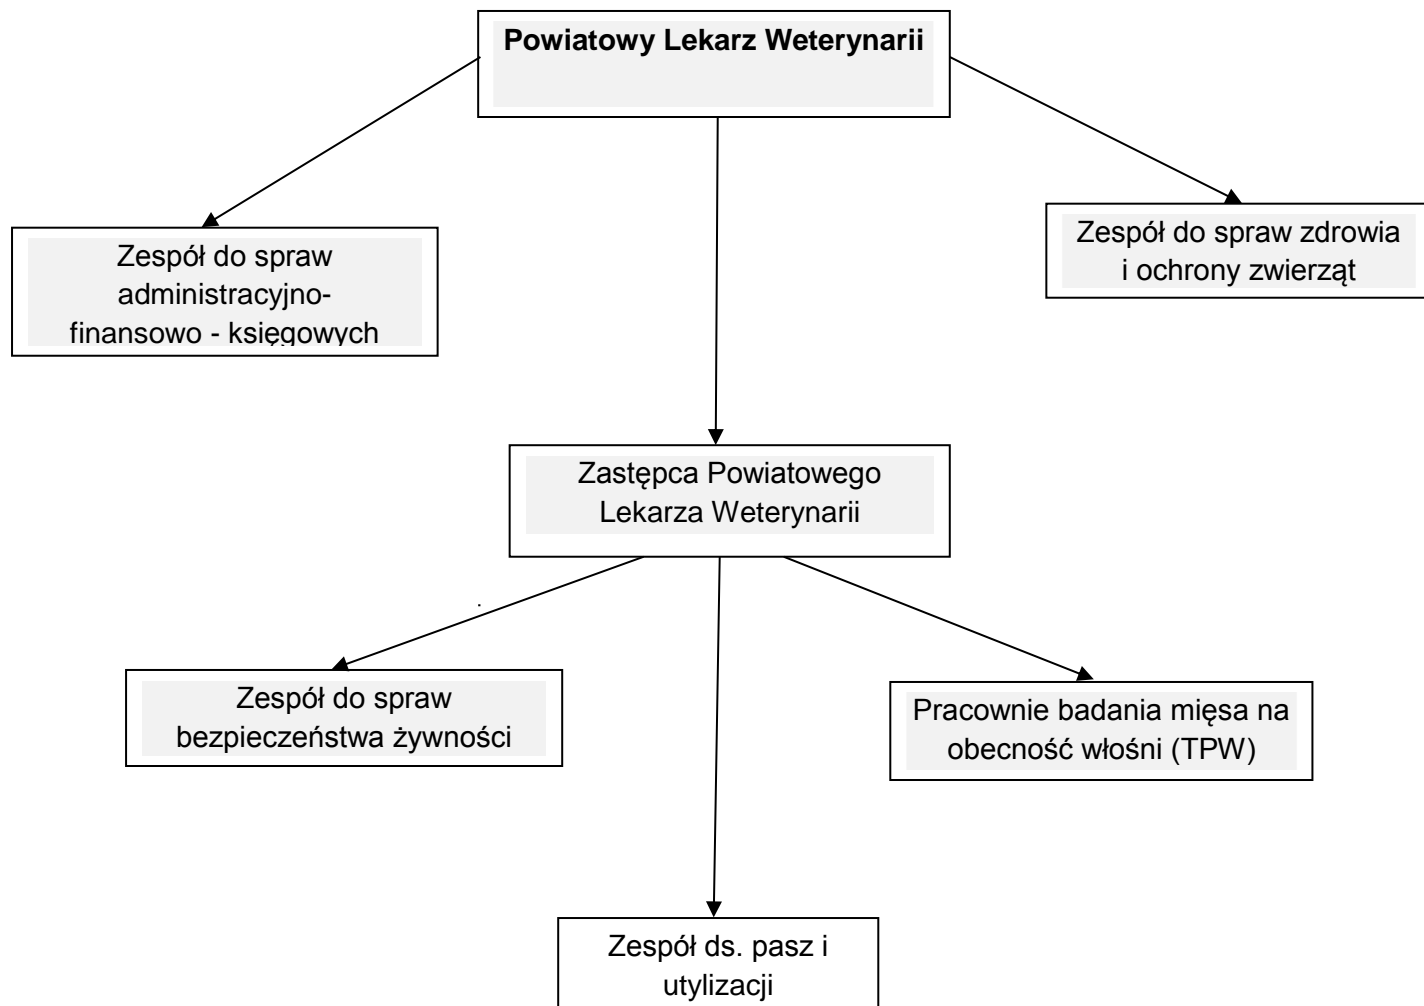 Powiatowy Lekarz Weterynarii
Zespół do spraw
administracyjno-
finansowo - księgowych
Zespół do spraw zdrowia
i ochrony zwierząt
Zastępca Powiatowego
Lekarza Weterynarii
.
Zespół do spraw
bezpieczeństwa żywności
Pracownie badania mięsa na
obecność włośni (TPW)
Zespół ds. pasz i
utylizacji